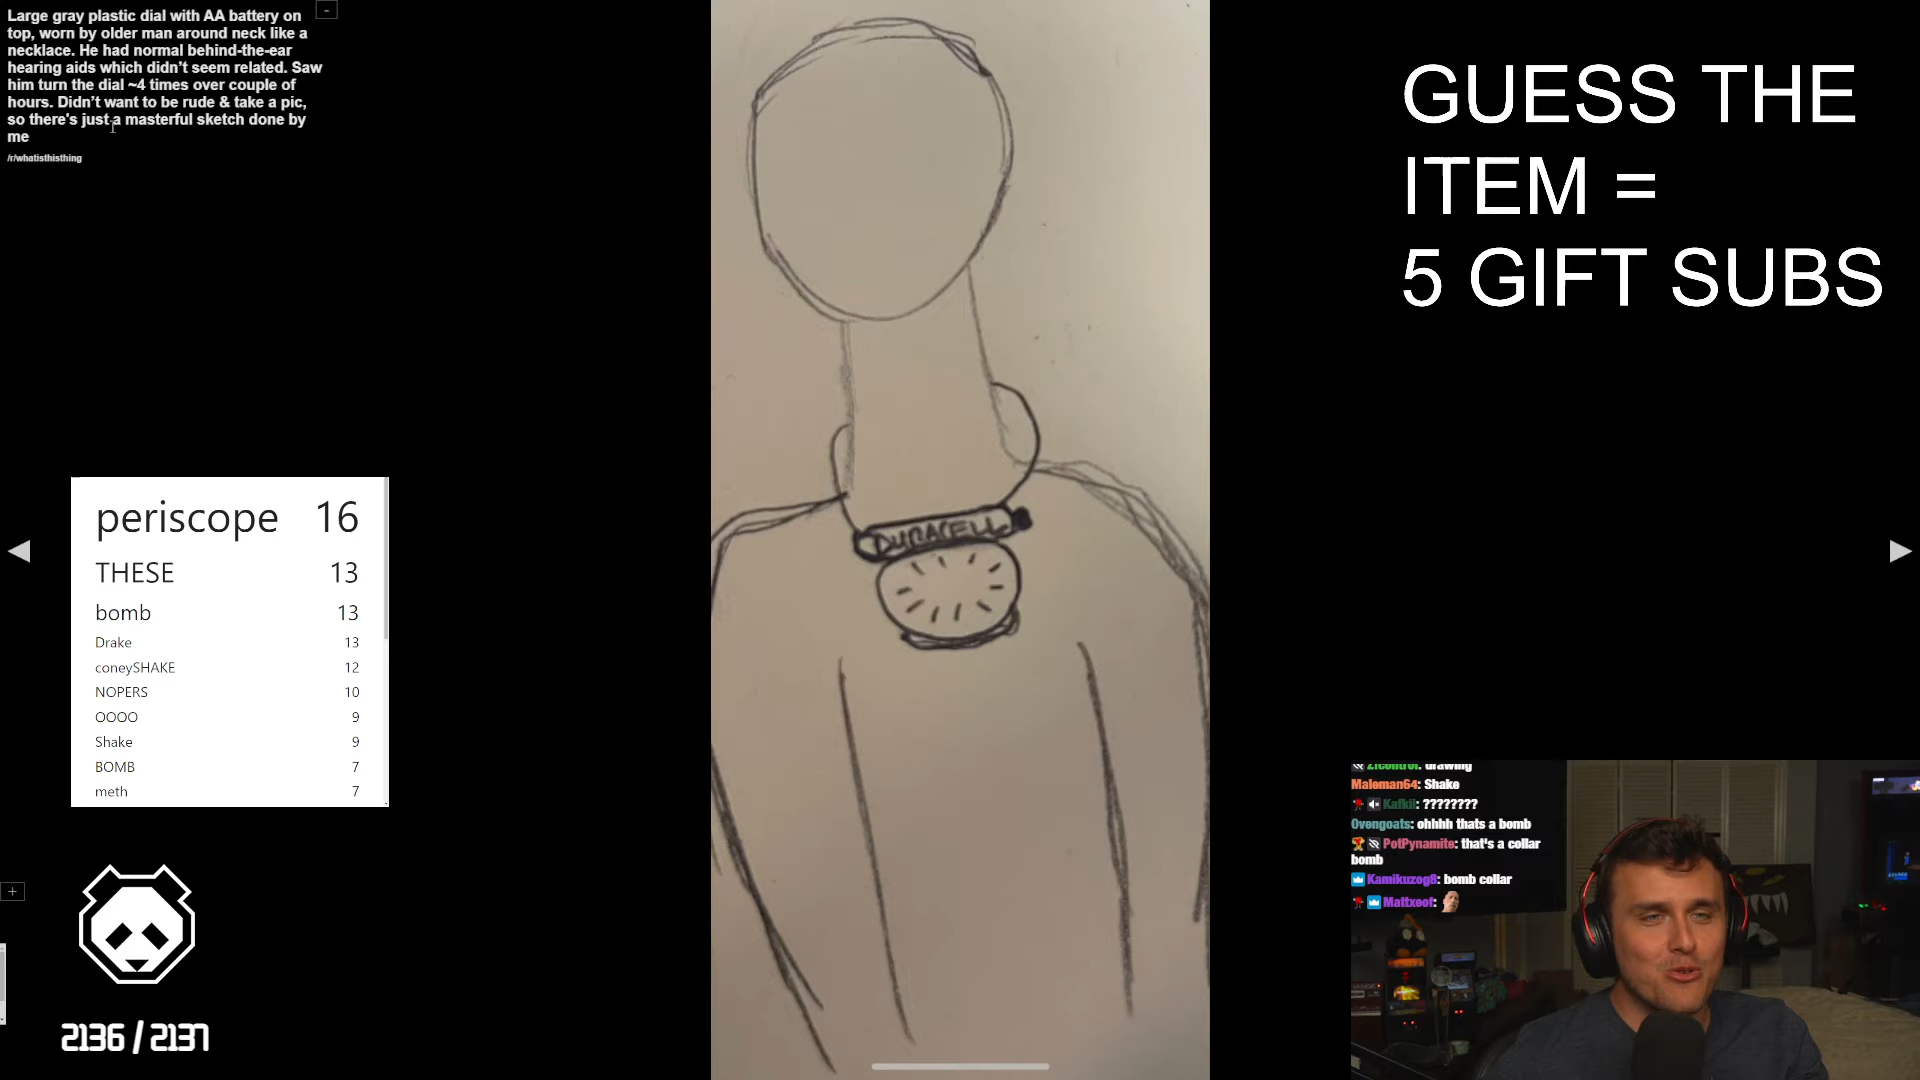 Large gray plastic dial with AA battery on
top, worn by older man around neck like a
necklace. He had normal behind-the-ear
hearing aids which didn’t seem related. Saw
him turn the dial ~4 times over couple of
hours. Didn’t want to be rude & take a pic,
so there's just a masterful sketch done by
me
/r/whatisthisthing
GUESS THE
ITEM =
5 GIFT SUBS
DURACELL
periscope 16
THESE 13
bomb 13
Drake 13
coneySHAKE 12
NOPERS 10
OOOO 9
Shake 9
BOMB 7
meth 7
2136 / 2137
drawing
Maleman64: Shake
Kafkii: ????????
Ovengoats: ohhhh thats a bomb
PotPynamite: that's a collar
bomb
Kamikuzog8: bomb collar
Mattxeof: